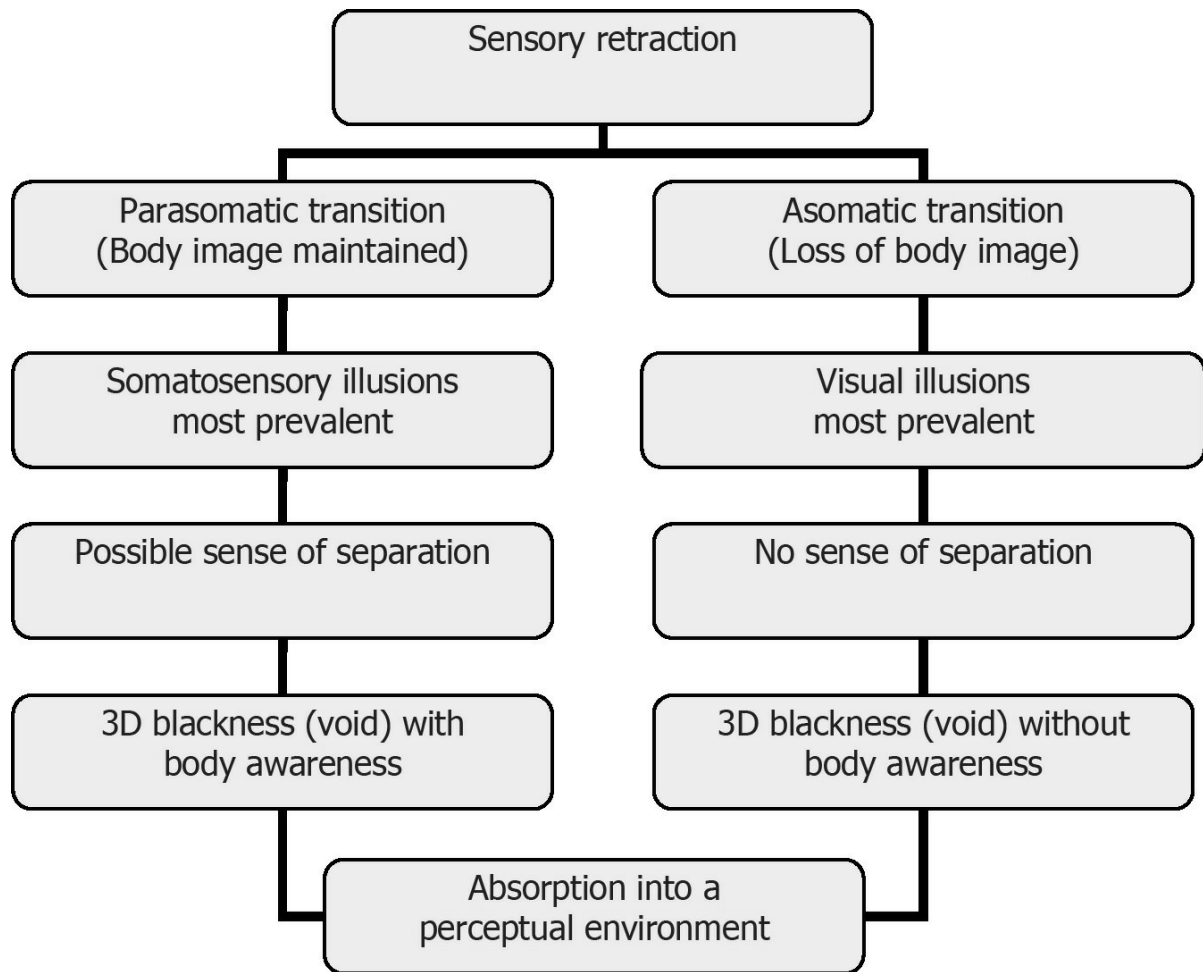 Sensory retraction
Parasomatic transition
(Body image maintained)
Asomatic transition
(Loss of body image)
Somatosensory illusions
most prevalent
Visual illusions
most prevalent
Possible sense of separation
No sense of separation
3D blackness (void) with
body awareness
3D blackness (void) without
body awareness
Absorption into a
perceptual environment